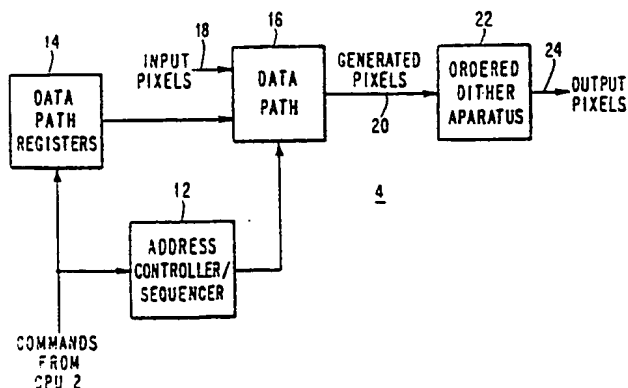 14
DATA
PATH
REGISTERS
18
INPUT
PIXELS
16
DATA
PATH
GENERATED
PIXELS
20
22
ORDERED
DITHER
APPARATUS
24
OUTPUT
PIXELS
4
12
ADDRESS
CONTROLLER/
SEQUENCER
COMMANDS
FROM
CPU 2